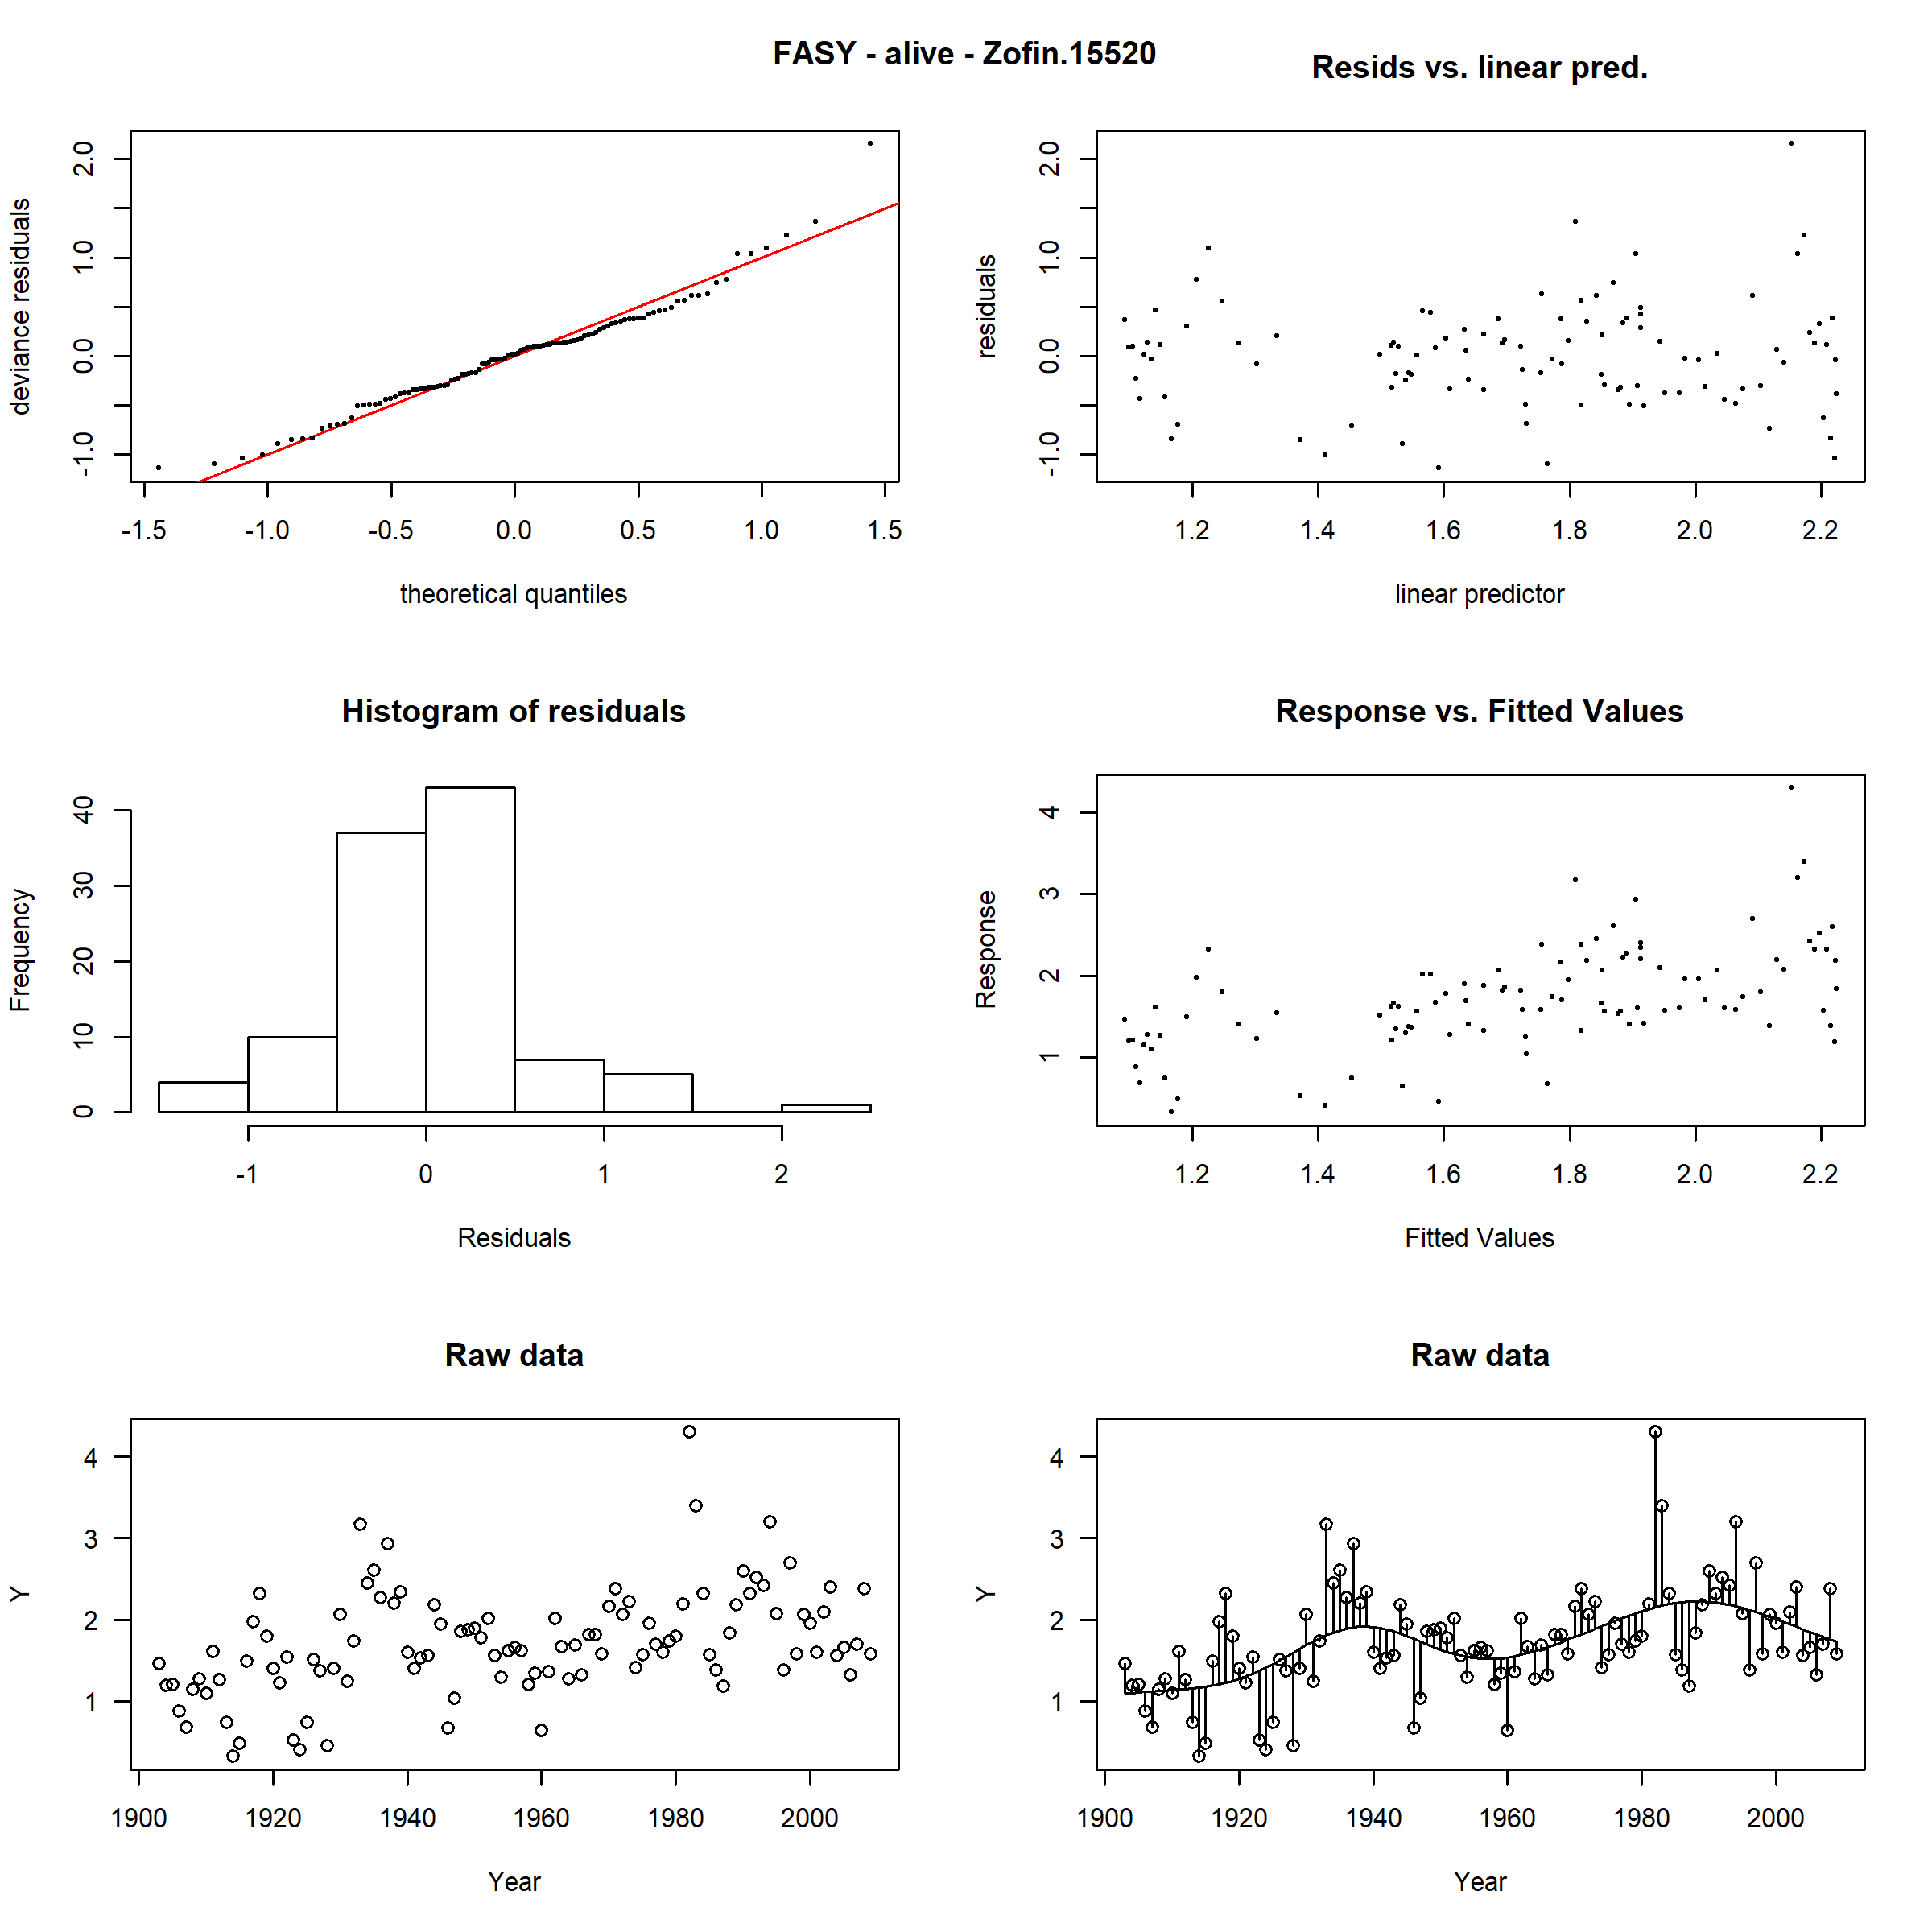 FASY - alive - Zofin.15520
Resids vs. linear pred.
deviance residuals
-1.0 0.0 1.0 2.0
-1.5 -1.0 -0.5 0.0 0.5 1.0 1.5
theoretical quantiles
residuals
-1.0 0.0 1.0 2.0
1.2 1.4 1.6 1.8 2.0 2.2
linear predictor
Histogram of residuals
Frequency
0 10 20 30 40
-1 0 1 2
Residuals
Response vs. Fitted Values
Response
1 2 3 4
1.2 1.4 1.6 1.8 2.0 2.2
Fitted Values
Raw data
Y
1 2 3 4
1900 1920 1940 1960 1980 2000
Year
Raw data
Y
1 2 3 4
1900 1920 1940 1960 1980 2000
Year